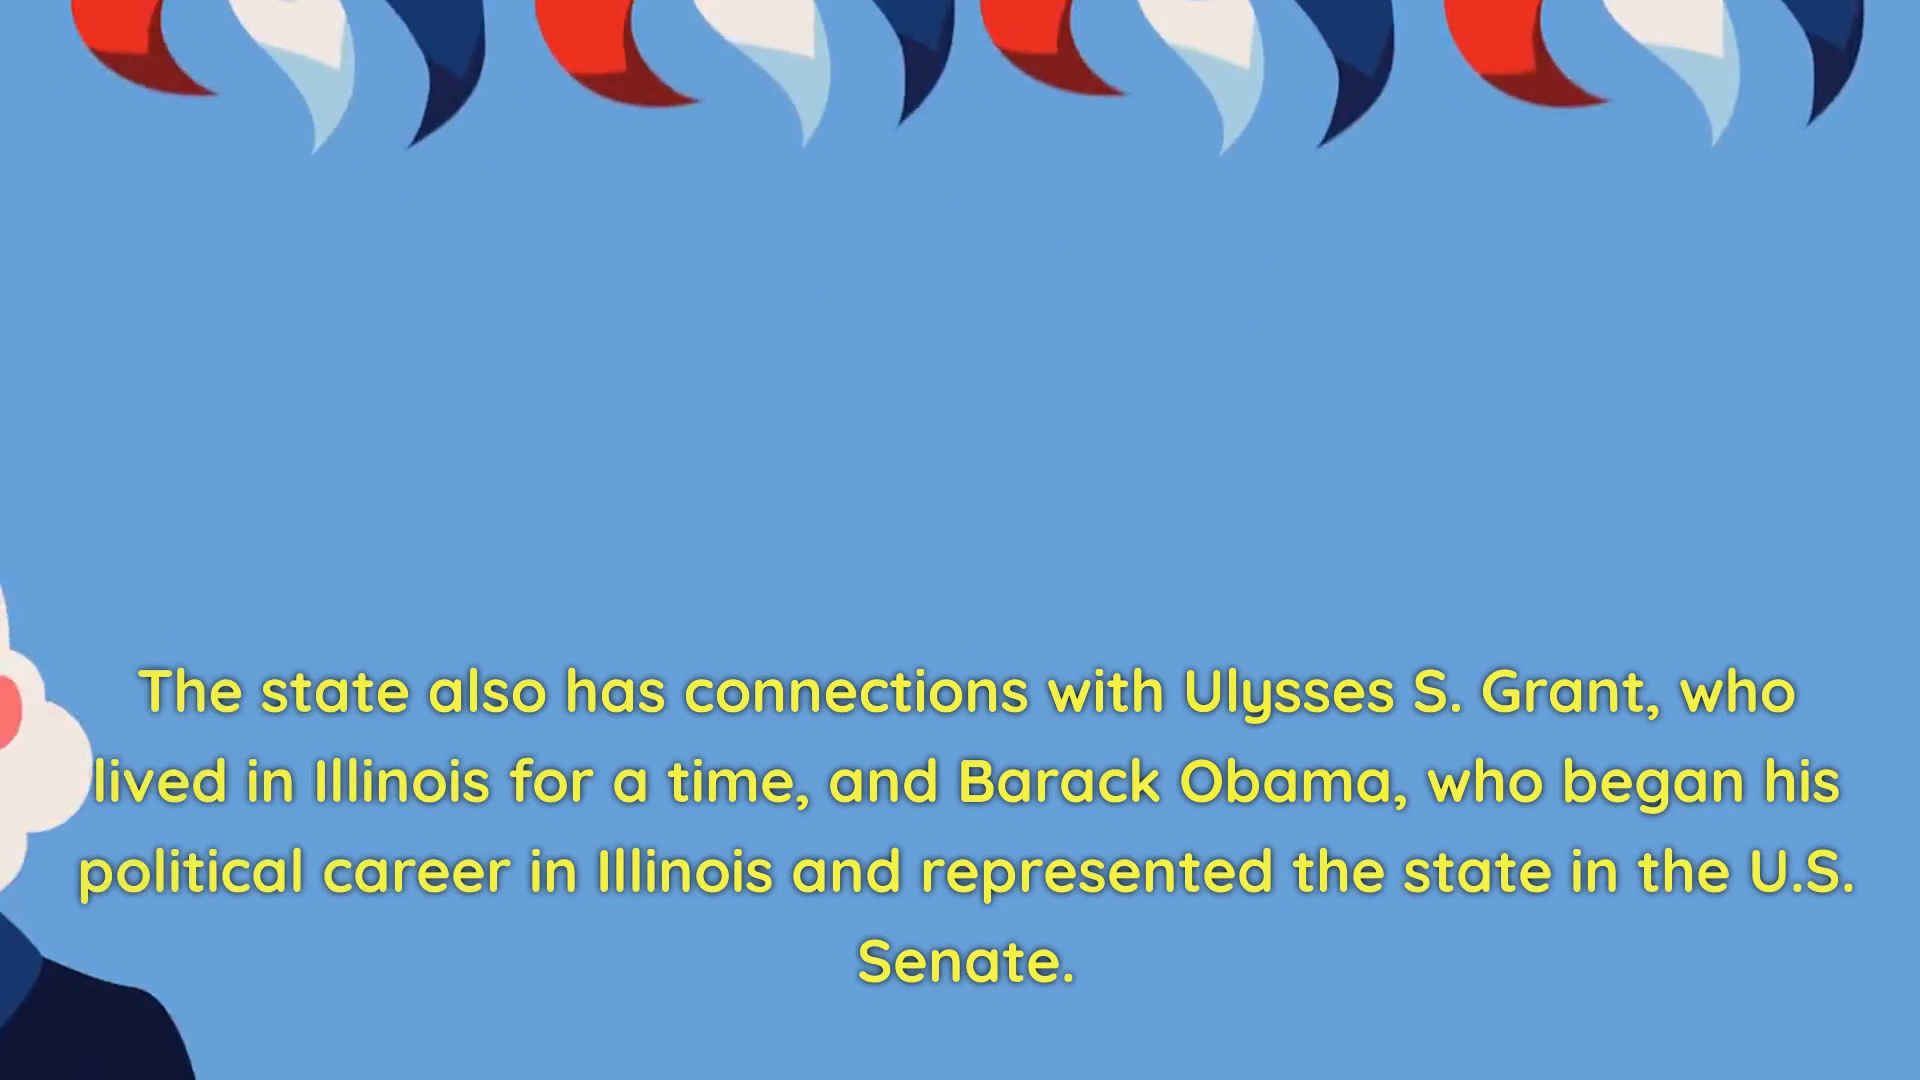 The state also has connections with Ulysses S. Grant, who
lived in Illinois for a time, and Barack Obama, who began his
political career in Illinois and represented the state in the U.S.
Senate.